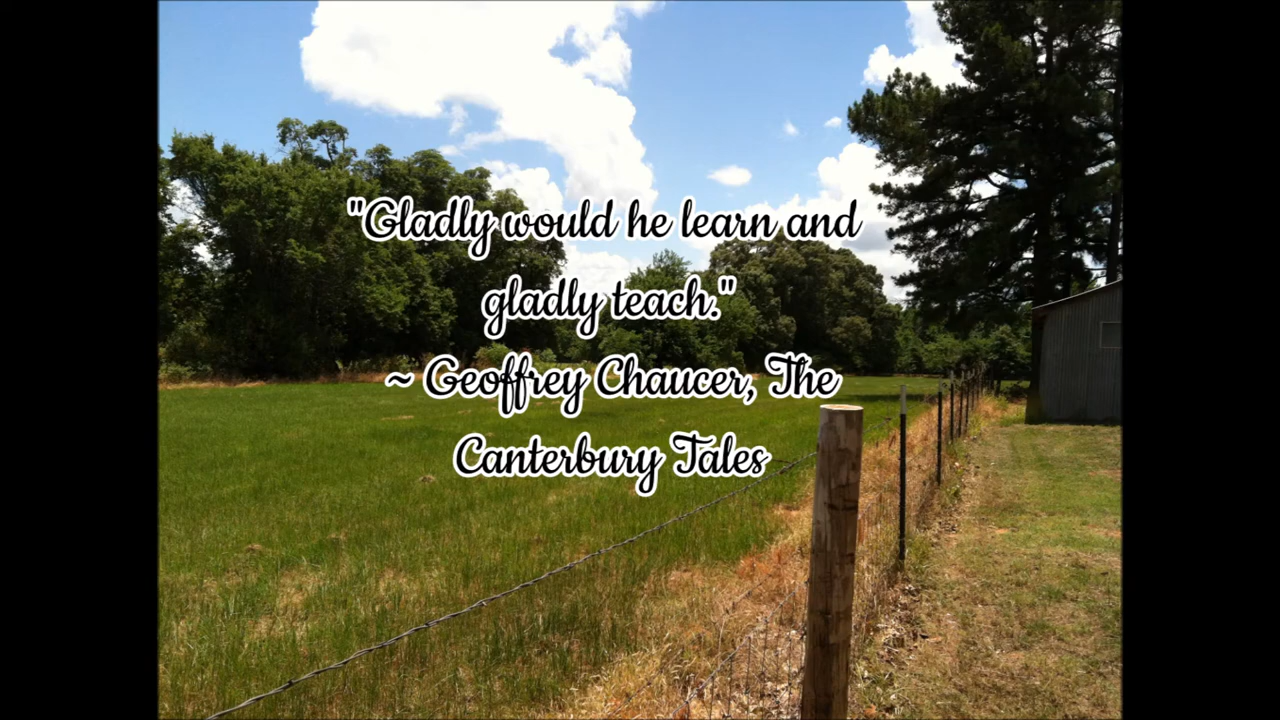 "Gladly would he learn and
gladly teach."
~ Geoffrey Chaucer, The
Canterbury Tales